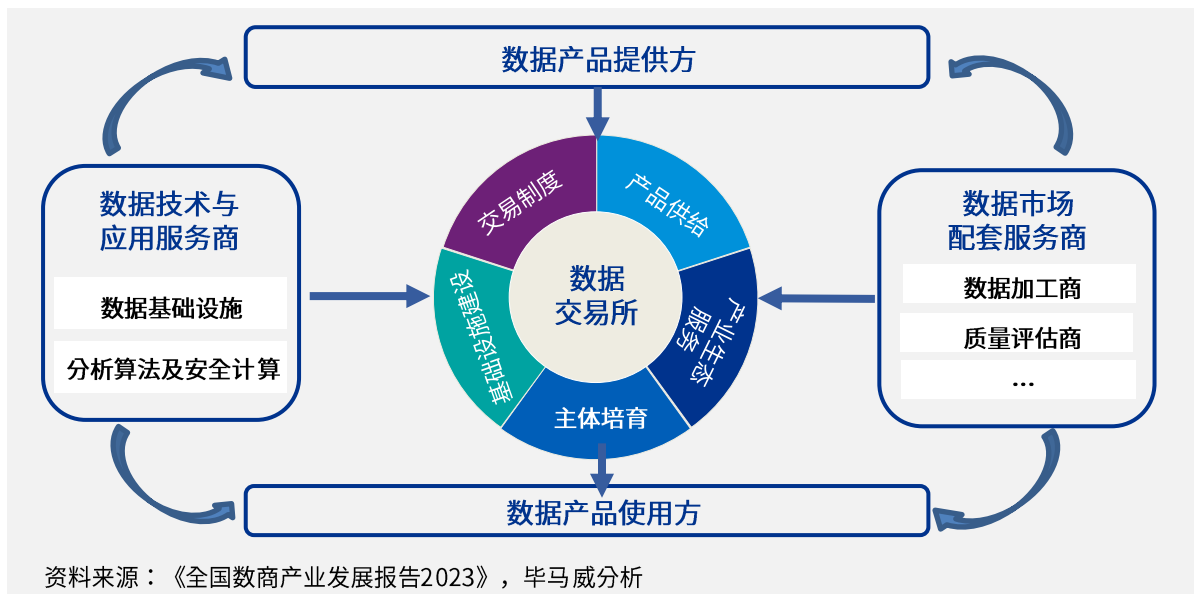 数据产品提供方
数据技术与
应用服务商
数据基础设施
分析算法及安全计算
交易制度
产品供给
基础设施建设
数据
交易所
产业生态
服务
主体培育
数据市场
配套服务商
数据加工商
质量评估商
...
数据产品使用方
资料来源：《全国数商产业发展报告2023》，毕马威分析